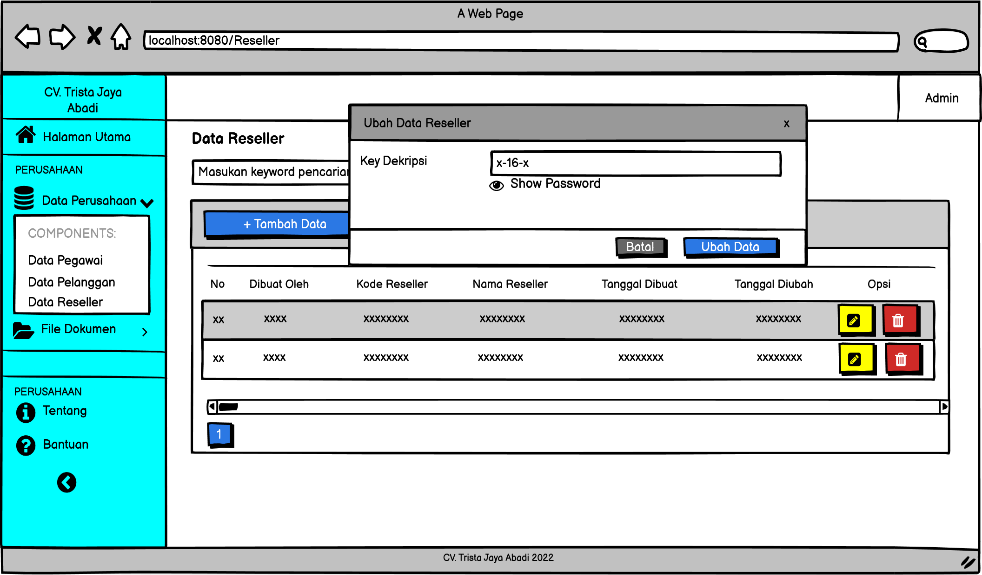 A Web Page
localhost:8080/Reseller
CV. Trista Jaya
Abadi
Admin
Halaman Utama
PERUSAHAAN
Data Perusahaan
COMPONENTS:
Data Pegawai
Data Pelanggan
Data Reseller
File Dokumen
PERUSAHAAN
Tentang
Bantuan
Data Reseller
Masukan keyword pencarian
+ Tambah Data
Ubah Data Reseller x
Key Dekripsi x-16-x
Show Password
Batal Ubah Data
No Dibuat Oleh Kode Reseller Nama Reseller Tanggal Dibuat Tanggal Diubah Opsi
xx xxxx xxxxxxxx xxxxxxxx xxxxxxxx xxxxxxxx
xx xxxx xxxxxxxx xxxxxxxx xxxxxxxx xxxxxxxx
1
CV. Trista Jaya Abadi 2022